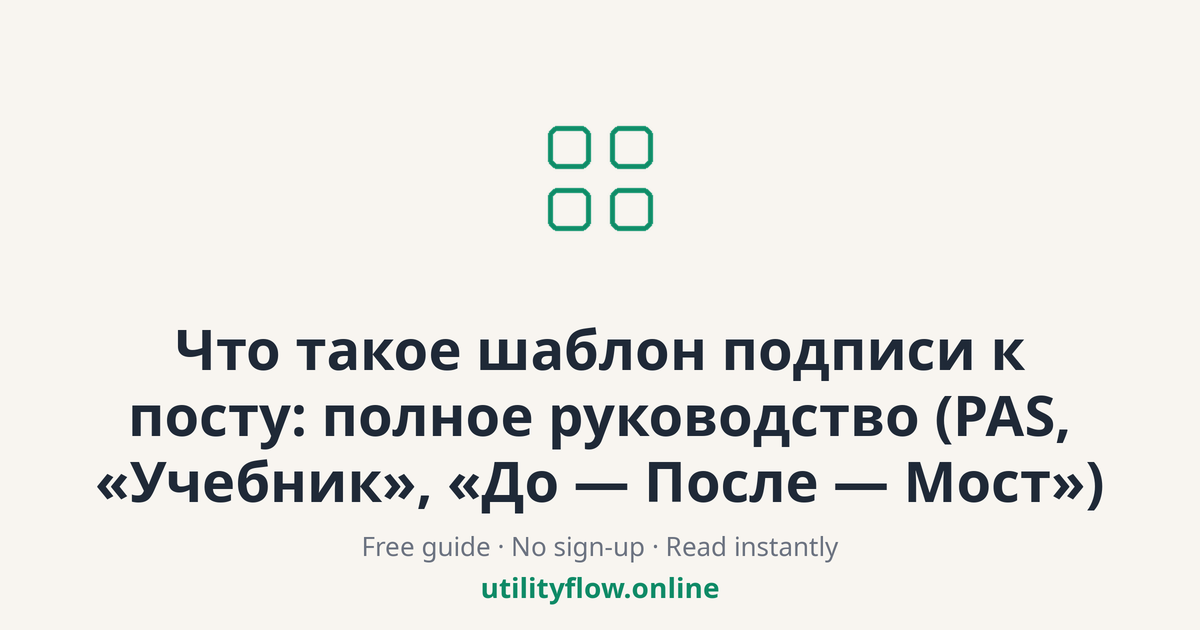 Что такое шаблон подписи к
посту: полное руководство (PAS,
«Учебник», «До — После — Мост»)
Free guide · No sign-up · Read instantly
utilityflow.online